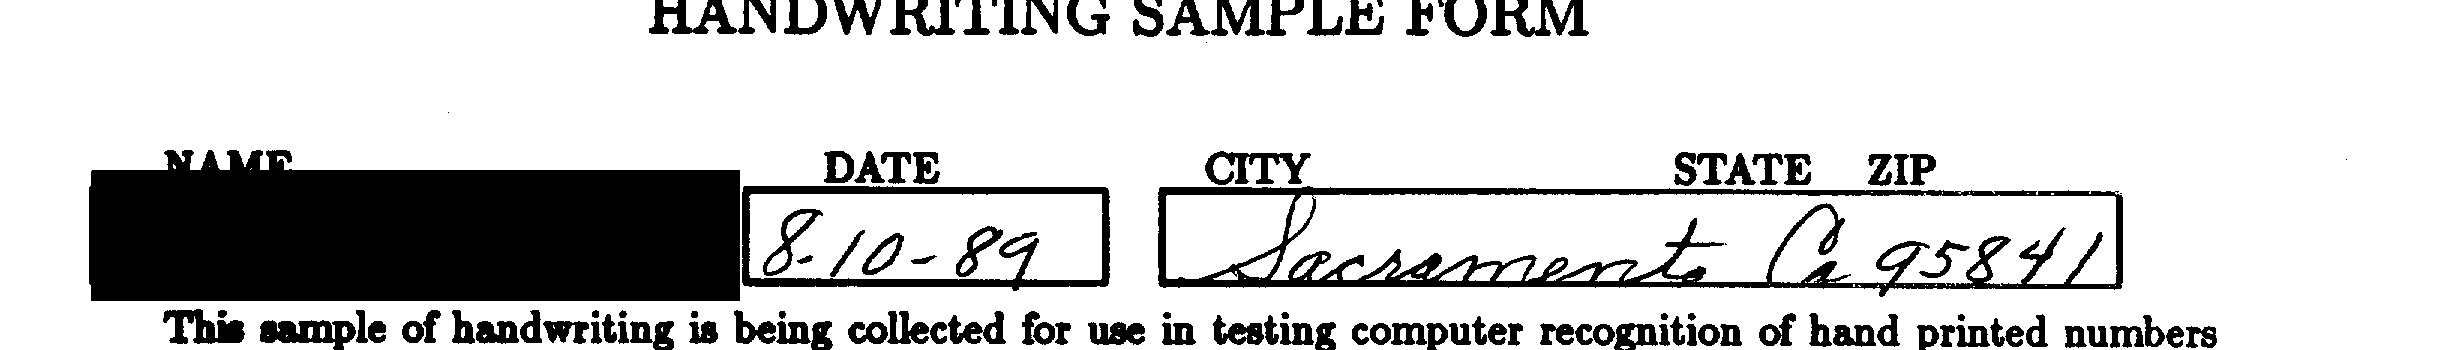 HANDWRITING SAMPLE FORM
NAME DATE CITY STATE ZIP
8-10-89 Sacramento Ca 95841
This sample of handwriting is being collected for use in testing computer recognition of hand printed numbers